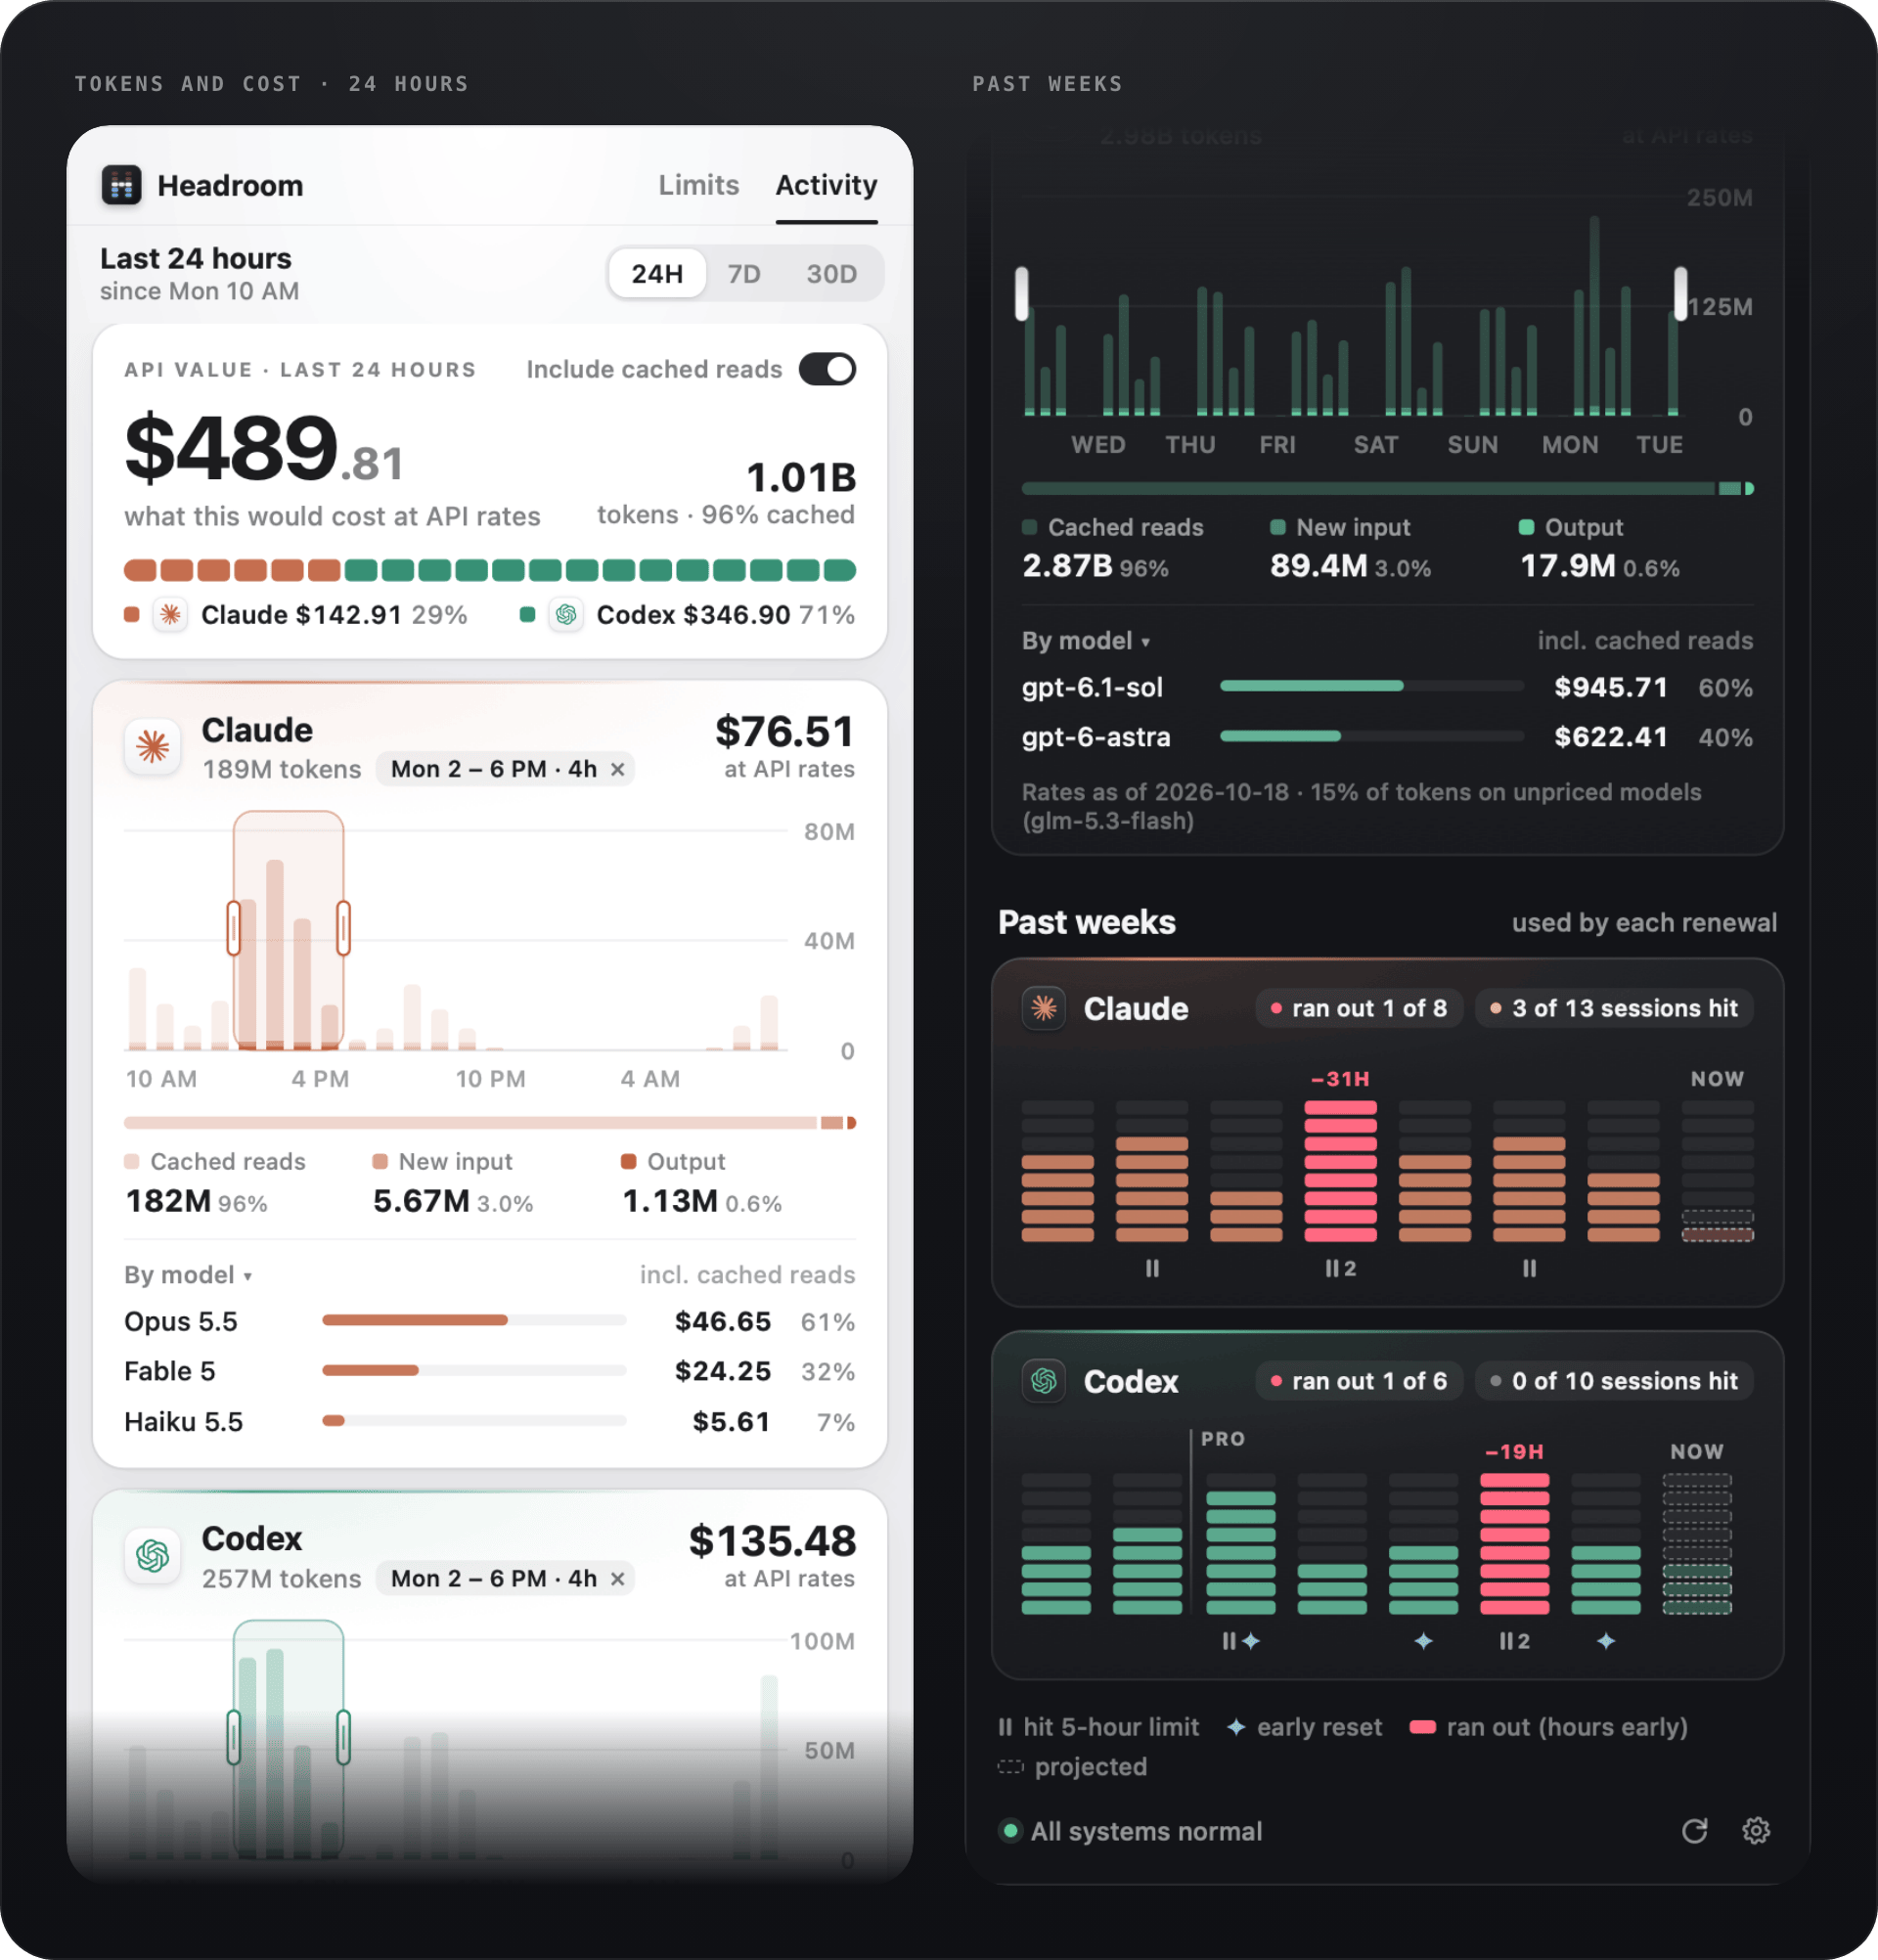 TOKENS AND COST · 24 HOURS
Headroom
Limits
Activity
Last 24 hours
since Mon 10 AM
24H
7D
30D
API VALUE · LAST 24 HOURS
Include cached reads
$489.81
1.01B
what this would cost at API rates
tokens · 96% cached
Claude $142.91 29%
Codex $346.90 71%
Claude
$76.51
189M tokens
Mon 2 – 6 PM · 4h ×
at API rates
80M
40M
0
10 AM
4 PM
10 PM
4 AM
Cached reads
New input
Output
182M 96%
5.67M 3.0%
1.13M 0.6%
By model ▾
incl. cached reads
Opus 5.5
$46.65
61%
Fable 5
$24.25
32%
Haiku 5.5
$5.61
7%
Codex
$135.48
257M tokens
Mon 2 – 6 PM · 4h ×
at API rates
100M
50M
0
PAST WEEKS
2.98B tokens
at API rates
250M
125M
0
WED
THU
FRI
SAT
SUN
MON
TUE
Cached reads
New input
Output
2.87B 96%
89.4M 3.0%
17.9M 0.6%
By model ▾
incl. cached reads
gpt-6.1-sol
$945.71
60%
gpt-6-astra
$622.41
40%
Rates as of 2026-10-18 · 15% of tokens on unpriced models
(glm-5.3-flash)
Past weeks
used by each renewal
Claude
ran out 1 of 8
3 of 13 sessions hit
−31H
NOW
2
Codex
ran out 1 of 6
0 of 10 sessions hit
PRO
−19H
NOW
2
hit 5-hour limit
early reset
ran out (hours early)
projected
All systems normal